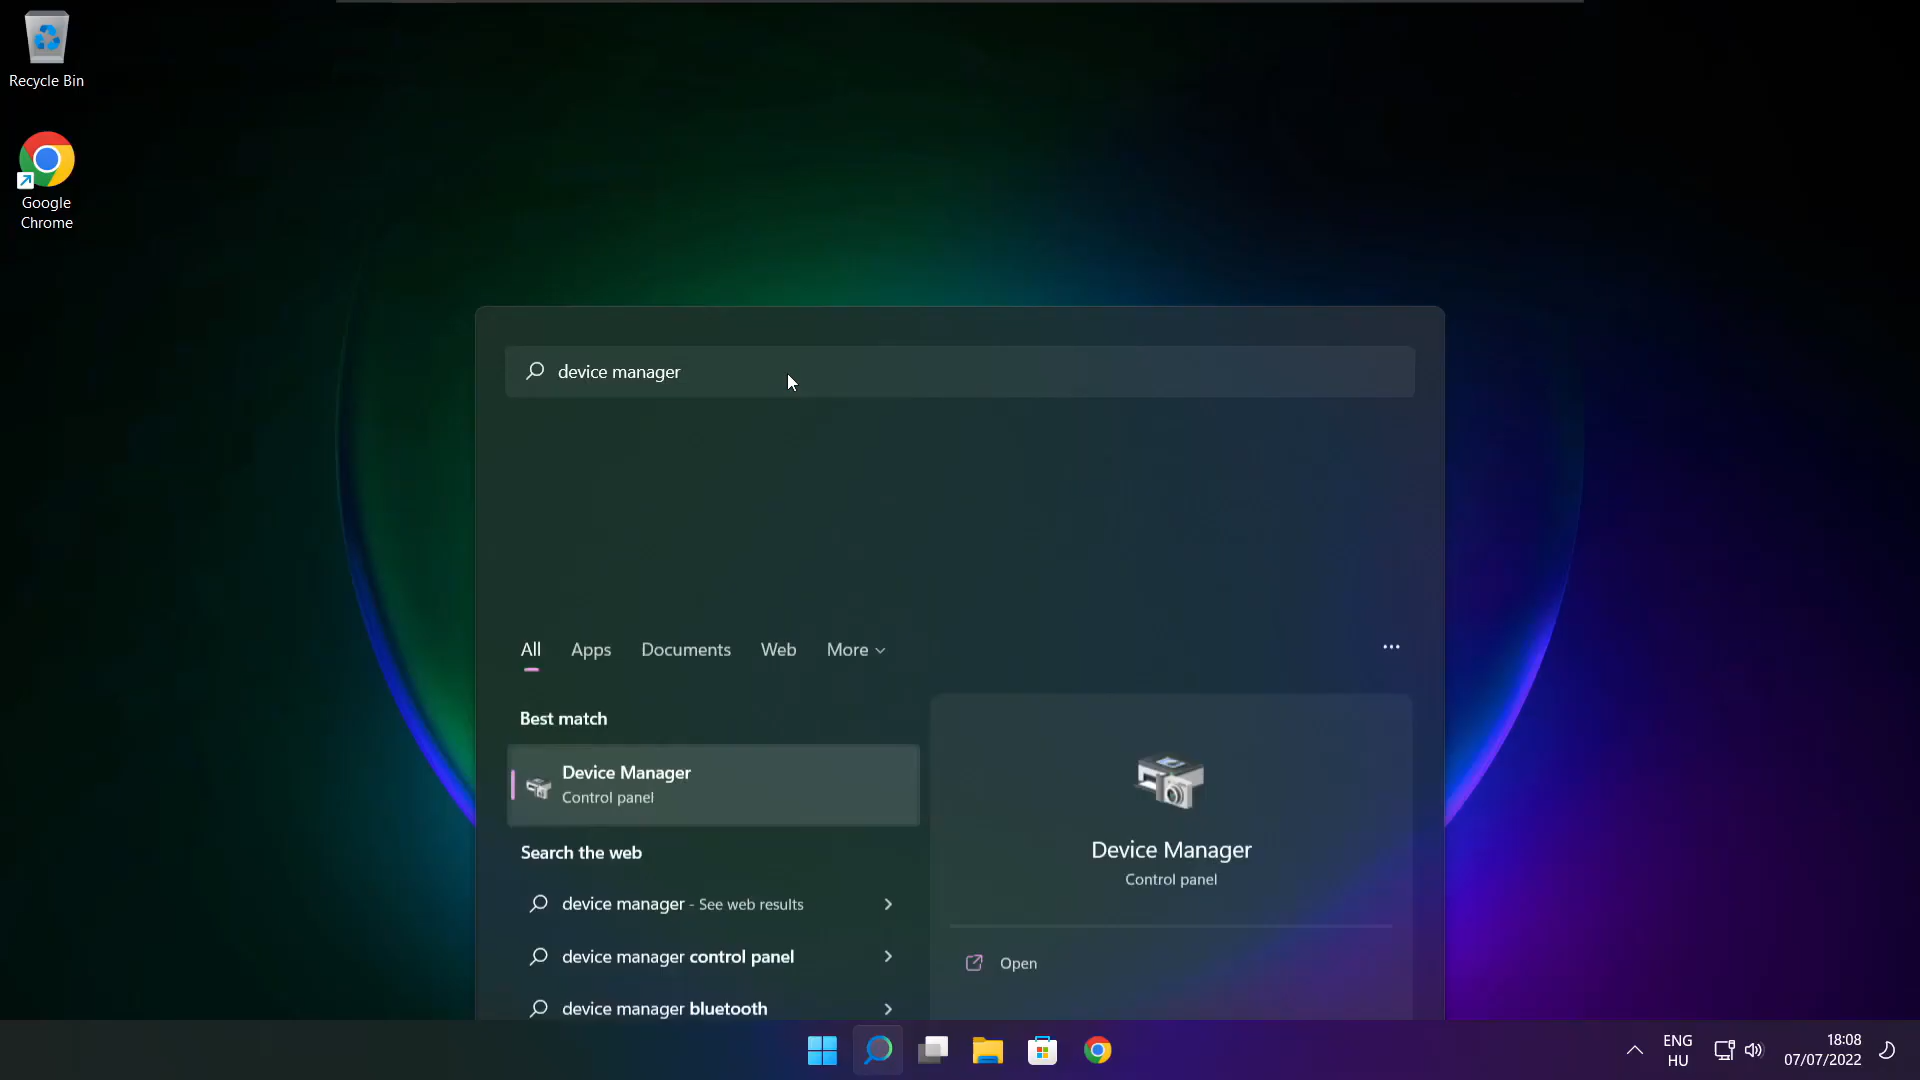 Recycle Bin
Google
Chrome
device manager
All Apps Documents Web More
Best match
Device Manager
Control panel
Search the web
device manager - See web results
device manager control panel
device manager bluetooth
Device Manager
Control panel
Open
ENG
HU
18:08
07/07/2022